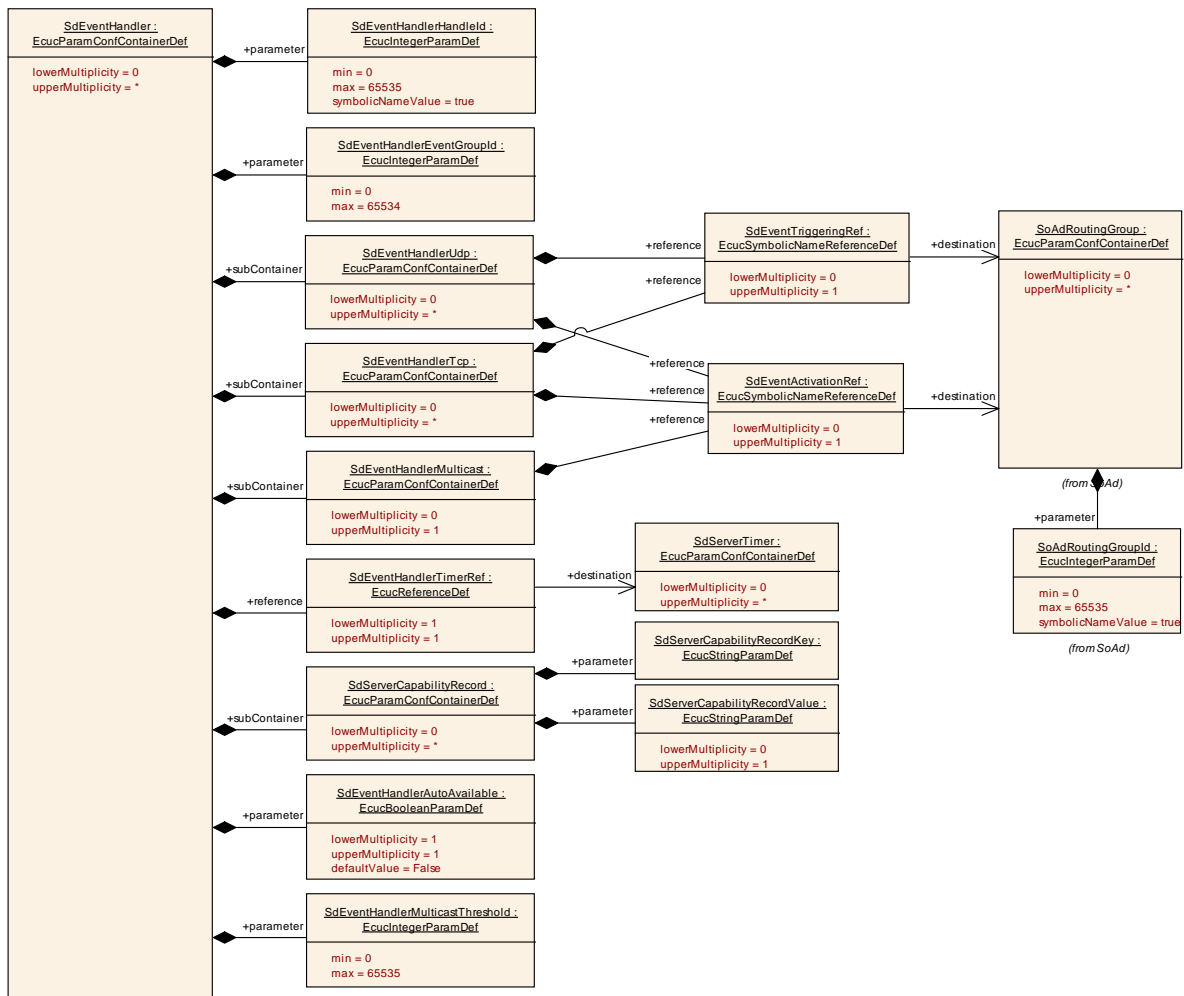 SdEventHandler :
EcucParamConfContainerDef
lowerMultiplicity = 0
upperMultiplicity = *
+parameter
SdEventHandlerHandleId :
EcucIntegerParamDef
min = 0
max = 65535
symbolicNameValue = true
+parameter
SdEventHandlerEventGroupId :
EcucIntegerParamDef
min = 0
max = 65534
+subContainer
SdEventHandlerUdp :
EcucParamConfContainerDef
lowerMultiplicity = 0
upperMultiplicity = *
+reference
+reference
SdEventTriggeringRef :
EcucSymbolicNameReferenceDef
lowerMultiplicity = 0
upperMultiplicity = 1
+destination
SoAdRoutingGroup :
EcucParamConfContainerDef
lowerMultiplicity = 0
upperMultiplicity = *
(from SoAd)
+subContainer
SdEventHandlerTcp :
EcucParamConfContainerDef
lowerMultiplicity = 0
upperMultiplicity = *
+reference
+reference
+reference
SdEventActivationRef :
EcucSymbolicNameReferenceDef
lowerMultiplicity = 0
upperMultiplicity = 1
+destination
+subContainer
SdEventHandlerMulticast :
EcucParamConfContainerDef
lowerMultiplicity = 0
upperMultiplicity = 1
+parameter
SoAdRoutingGroupId :
EcucIntegerParamDef
min = 0
max = 65535
symbolicNameValue = true
(from SoAd)
+reference
SdEventHandlerTimerRef :
EcucReferenceDef
lowerMultiplicity = 1
upperMultiplicity = 1
+destination
SdServerTimer :
EcucParamConfContainerDef
lowerMultiplicity = 0
upperMultiplicity = *
+subContainer
SdServerCapabilityRecord :
EcucParamConfContainerDef
lowerMultiplicity = 0
upperMultiplicity = *
+parameter
SdServerCapabilityRecordKey :
EcucStringParamDef
+parameter
SdServerCapabilityRecordValue :
EcucStringParamDef
lowerMultiplicity = 0
upperMultiplicity = 1
+parameter
SdEventHandlerAutoAvailable :
EcucBooleanParamDef
lowerMultiplicity = 1
upperMultiplicity = 1
defaultValue = False
+parameter
SdEventHandlerMulticastThreshold :
EcucIntegerParamDef
min = 0
max = 65535